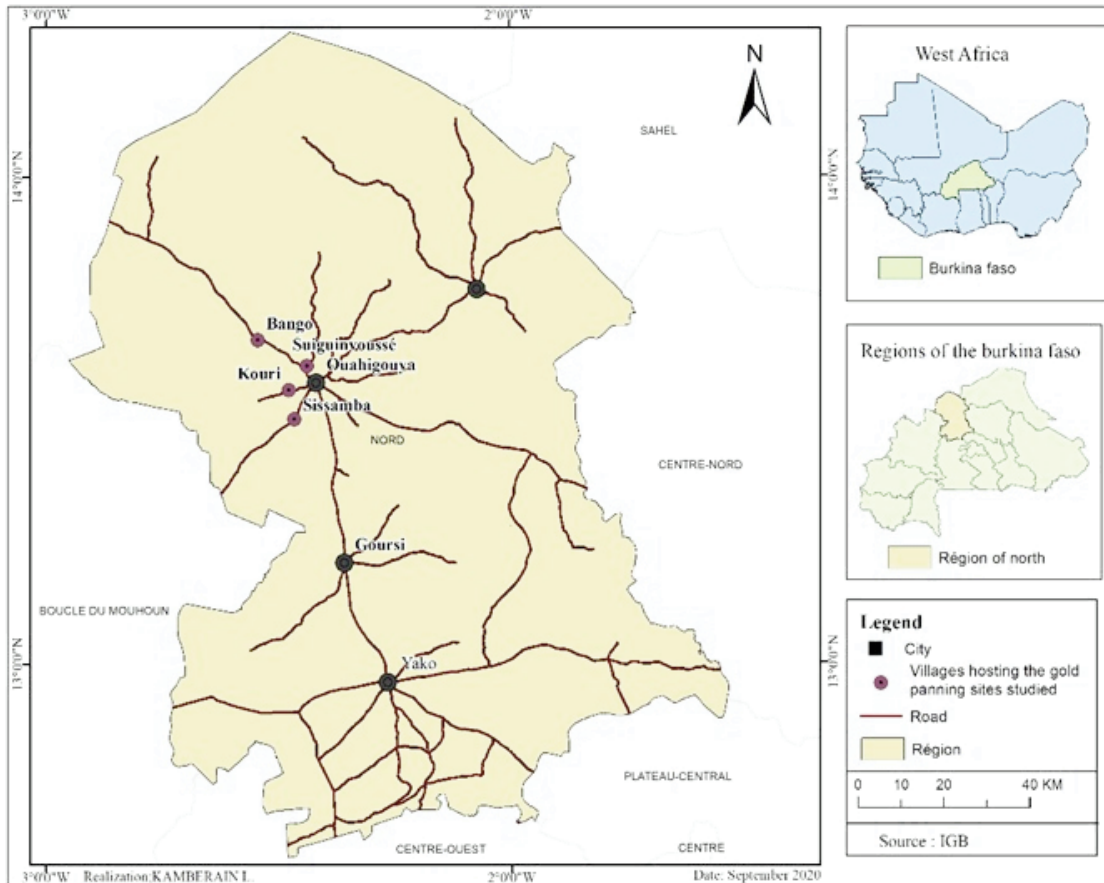 3°0'0"W 2°0'0"W
N
SAHEL
14°0'0"N 14°0'0"N
Bango
Suiguinvoussé
Ouahigouya
Kouri
Sissamba
NORD
CENTRE-NORD
Goursi
BOUCLE DU MOUHOUN
13°0'0"N 13°0'0"N
Yako
PLATEAU-CENTRAL
CENTRE-OUEST
CENTRE
3°0'0"W 2°0'0"W
Realization;KAMBERAIN L.
Date: September 2020
West Africa
Burkina faso
Regions of the burkina faso
Région of north
Legend
City
Villages hosting the gold
panning sites studied
Road
Région
0 10 20 40 KM
Source : IGB